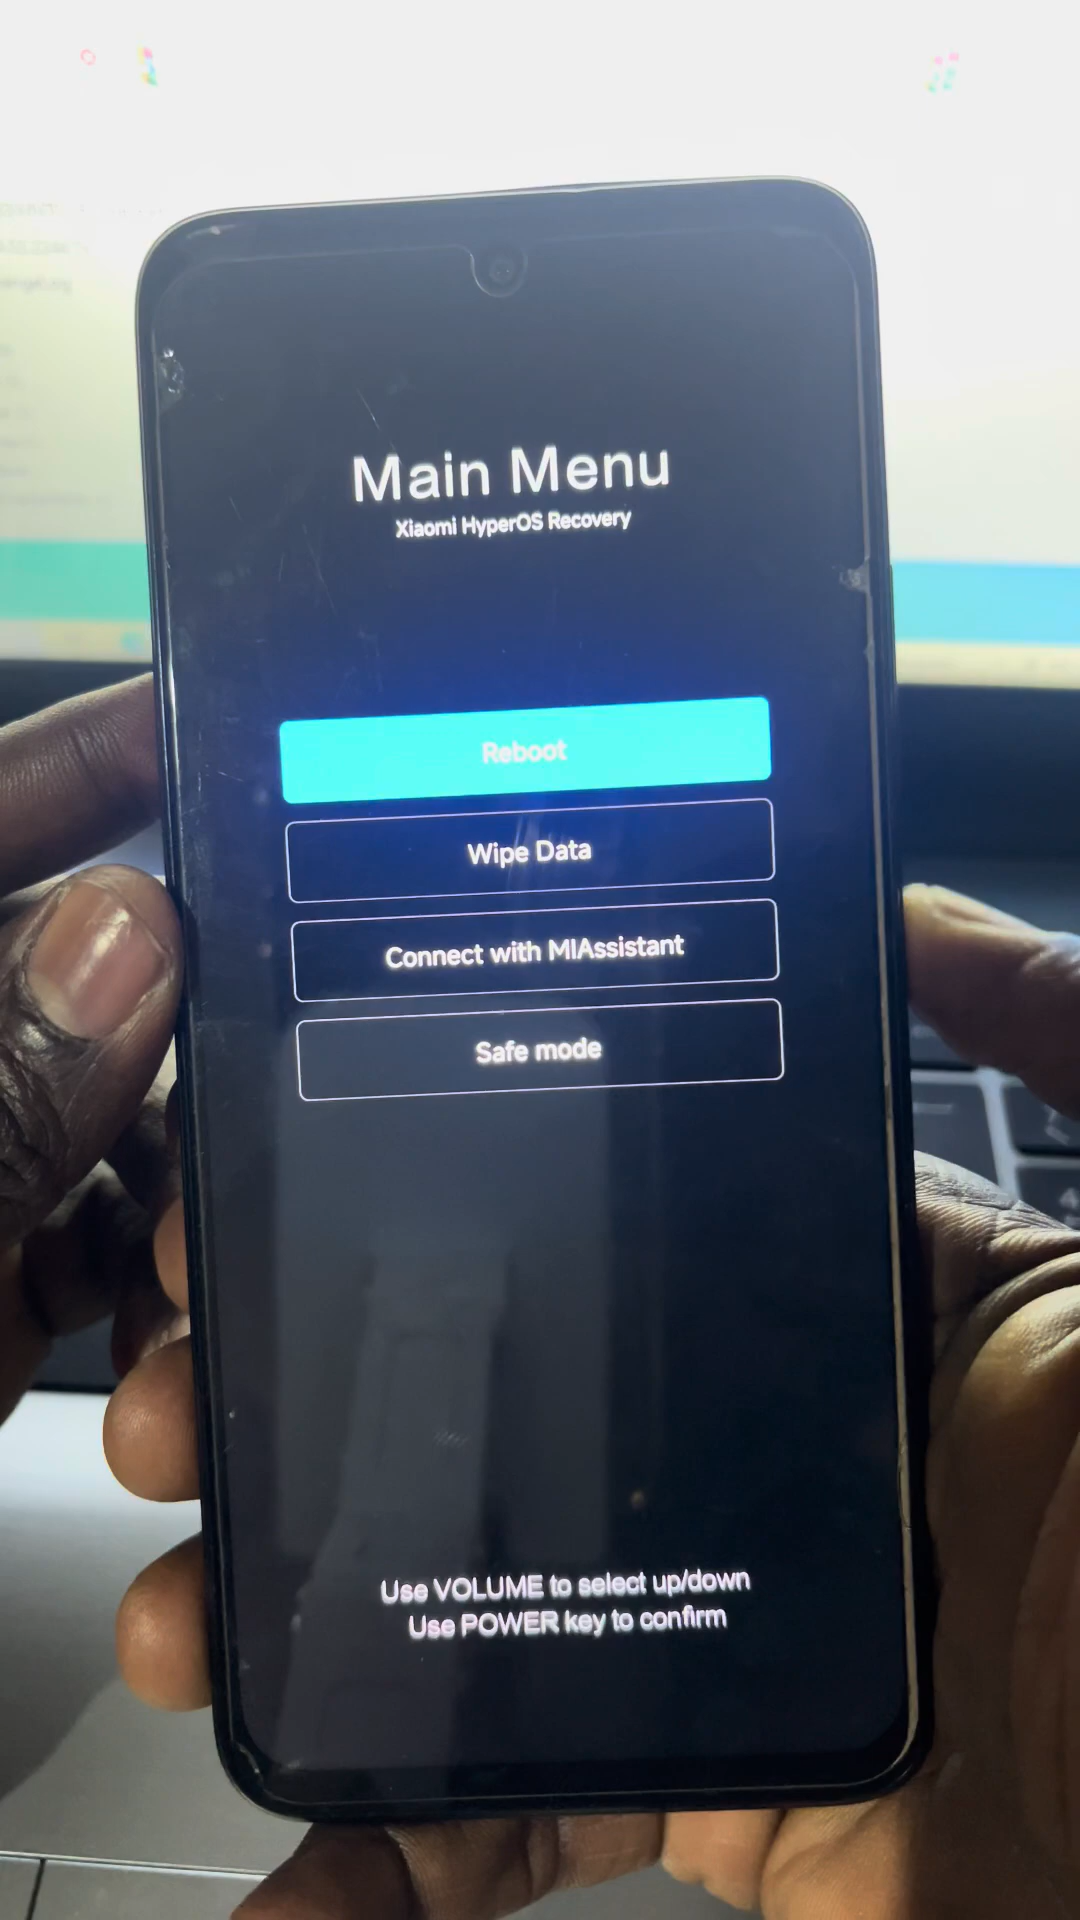 Main Menu
Xiaomi HyperOS Recovery
Reboot
Wipe Data
Connect with MIAssistant
Safe mode
Use VOLUME to select up/down
Use POWER key to confirm